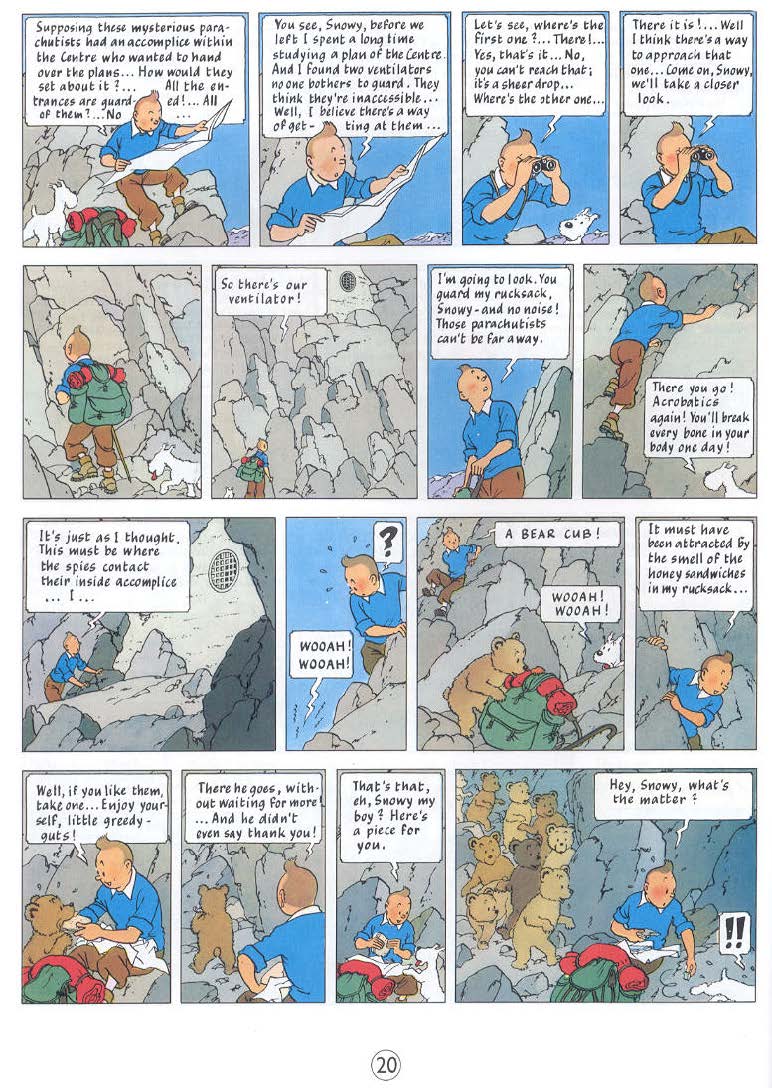 Supposing these mysterious para-
chutists had an accomplice within
the Centre who wanted to hand
over the plans... How would they
set about it?... All the en-
trances are guard- ed!... All
of them?...No ...
You see, Snowy, before we
left I spent a long time
studying a plan of the Centre.
And I found two ventilators
no one bothers to guard. They
think they're inaccessible...
Well, I believe there's a way
of get- ting at them...
Let's see, where's the
first one?... There!...
Yes, that's it... No,
you can't reach that;
it's a sheer drop...
Where's the other one...
There it is!... Well
I think there's a way
to approach that
one... Come on, Snowy,
we'll take a closer
look.
So there's our
ventilator!
I'm going to look. You
guard my rucksack,
Snowy - and no noise!
Those parachutists
can't be far away.
There you go!
Acrobatics
again! You'll break
every bone in your
body one day!
It's just as I thought.
This must be where
the spies contact
their inside accomplice
... I...
?
WOOAH!
WOOAH!
A BEAR CUB!
WOOAH!
WOOAH!
It must have
been attracted by
the smell of the
honey sandwiches
in my rucksack...
Well, if you like them,
take one... Enjoy your-
self, little greedy-
guts!
There he goes, with-
out waiting for more!
... And he didn't
even say thank you!
That's that,
eh, Snowy my
boy? Here's
a piece for
you.
Hey, Snowy, what's
the matter?
!!
20